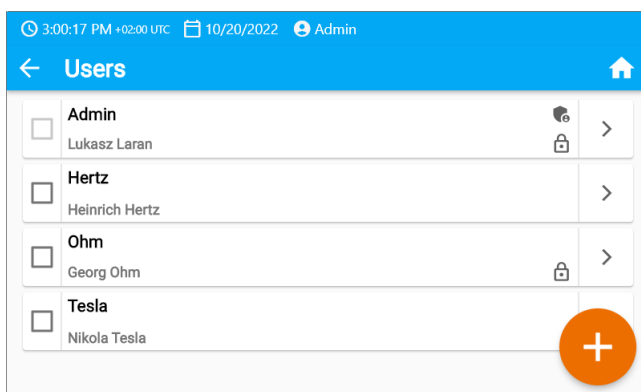 3:00:17 PM +02:00 UTC 10/20/2022 Admin
Users
Admin
Lukasz Laran
Hertz
Heinrich Hertz
Ohm
Georg Ohm
Tesla
Nikola Tesla